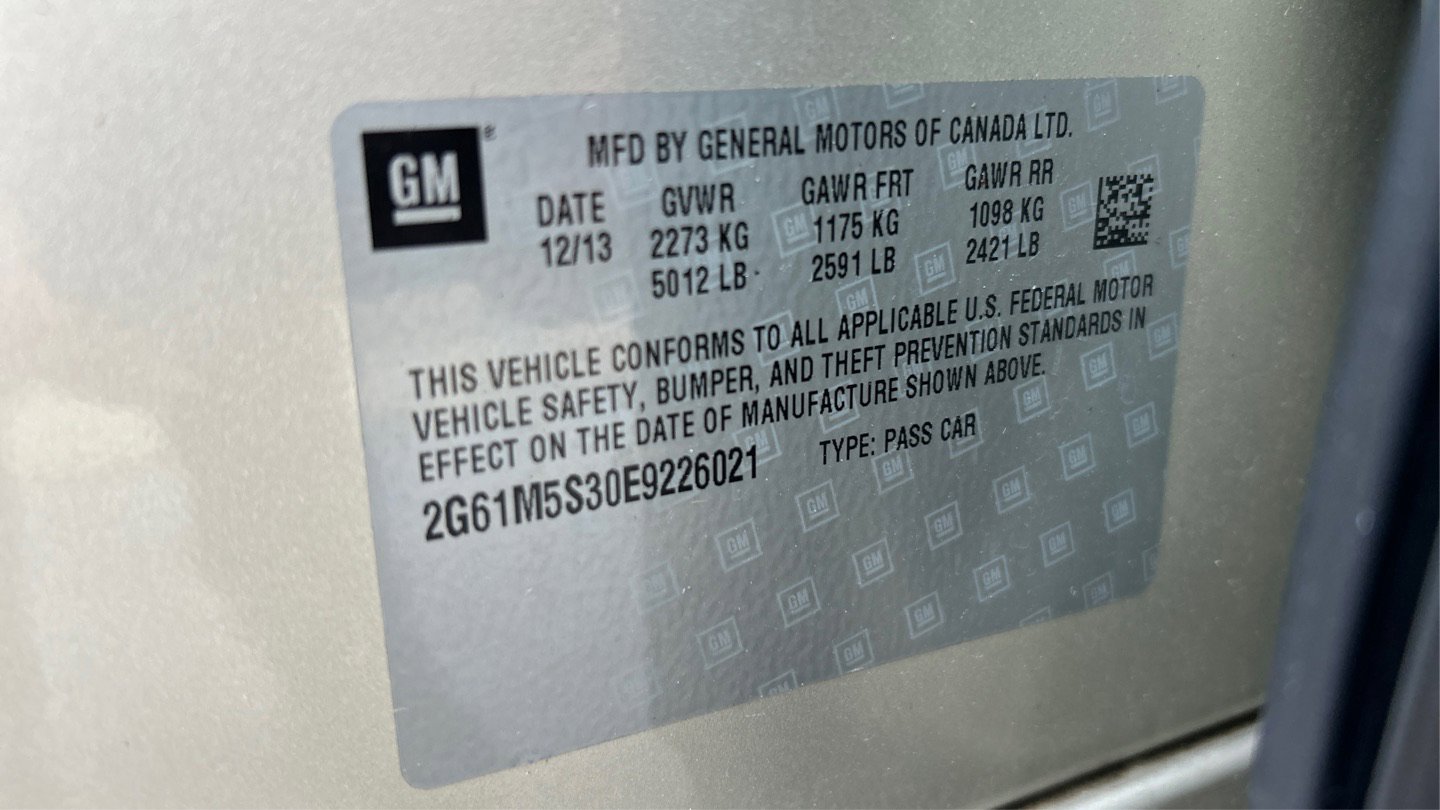 GM®
MFD BY GENERAL MOTORS OF CANADA LTD.
DATE GVWR GAWR FRT GAWR RR
12/13 2273 KG 1175 KG 1098 KG
5012 LB 2591 LB 2421 LB
THIS VEHICLE CONFORMS TO ALL APPLICABLE U.S. FEDERAL MOTOR
VEHICLE SAFETY, BUMPER, AND THEFT PREVENTION STANDARDS IN
EFFECT ON THE DATE OF MANUFACTURE SHOWN ABOVE.
2G61M5S30E9226021 TYPE: PASS CAR